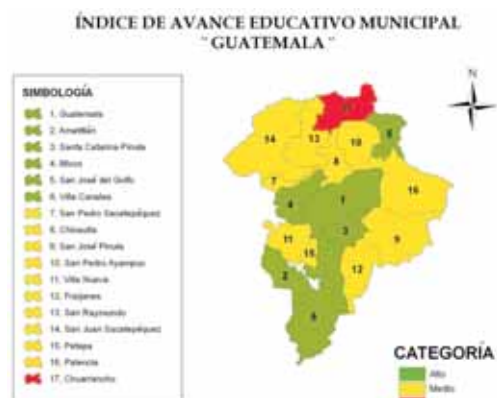 ÍNDICE DE AVANCE EDUCATIVO MUNICIPAL
¨ GUATEMALA ¨
SIMBOLOGÍA
1, Guatemala
2, Amatitlán
3, Santa Catarina Pinula
4, Mixco
5, San José del Golfo
6, Villa Canales
7, San Pedro Sacatepéquez
8, Chinautla
9, San José Pinula
10, San Pedro Ayampuc
11, Villa Nueva
12, Fraijanes
13, San Raymundo
14, San Juan Sacatepéquez
15, Petapa
16, Palencia
17, Chuarrancho
N
14
13
10
5
8
7
16
4
1
3
9
11
15
12
2
6
CATEGORÍA
Alto
Medio